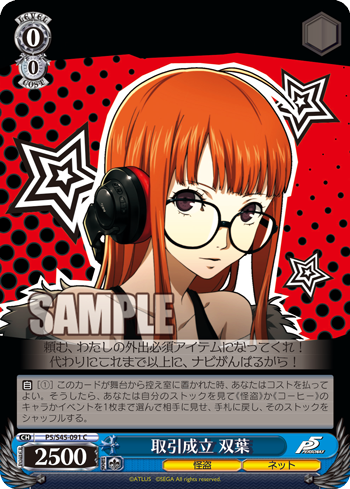 LEVEL
0
0
COST
SAMPLE
頼む、わたしの外出必須アイテムになってくれ！
代わりにこれまで以上に、ナビがんばるから！
自【(1)】このカードが舞台から控え室に置かれた時、あなたはコストを払って
よい。そうしたら、あなたは自分のストックを見て《怪盗》か《コーヒー》の
キャラかイベントを1枚まで選んで相手に見せ、手札に戻し、そのストックを
シャッフルする。
CH
P5/S45-091 C
2500
取引成立 双葉
P5
PERSONA5
怪盗
ネット
©ATLUS ©SEGA All rights reserved.